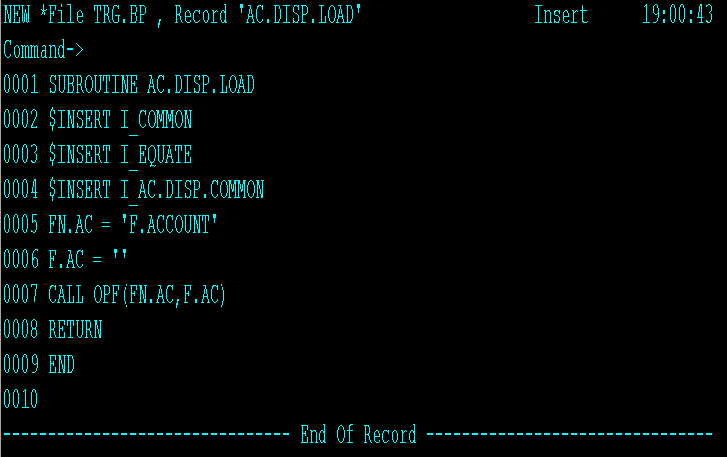 NEW *File TRG.BP , Record 'AC.DISP.LOAD' Insert 19:00:43
Command->
0001 SUBROUTINE AC.DISP.LOAD
0002 $INSERT I_COMMON
0003 $INSERT I_EQUATE
0004 $INSERT I_AC.DISP.COMMON
0005 FN.AC = 'F.ACCOUNT'
0006 F.AC = ''
0007 CALL OPF(FN.AC,F.AC)
0008 RETURN
0009 END
0010
-------------------------------- End Of Record --------------------------------